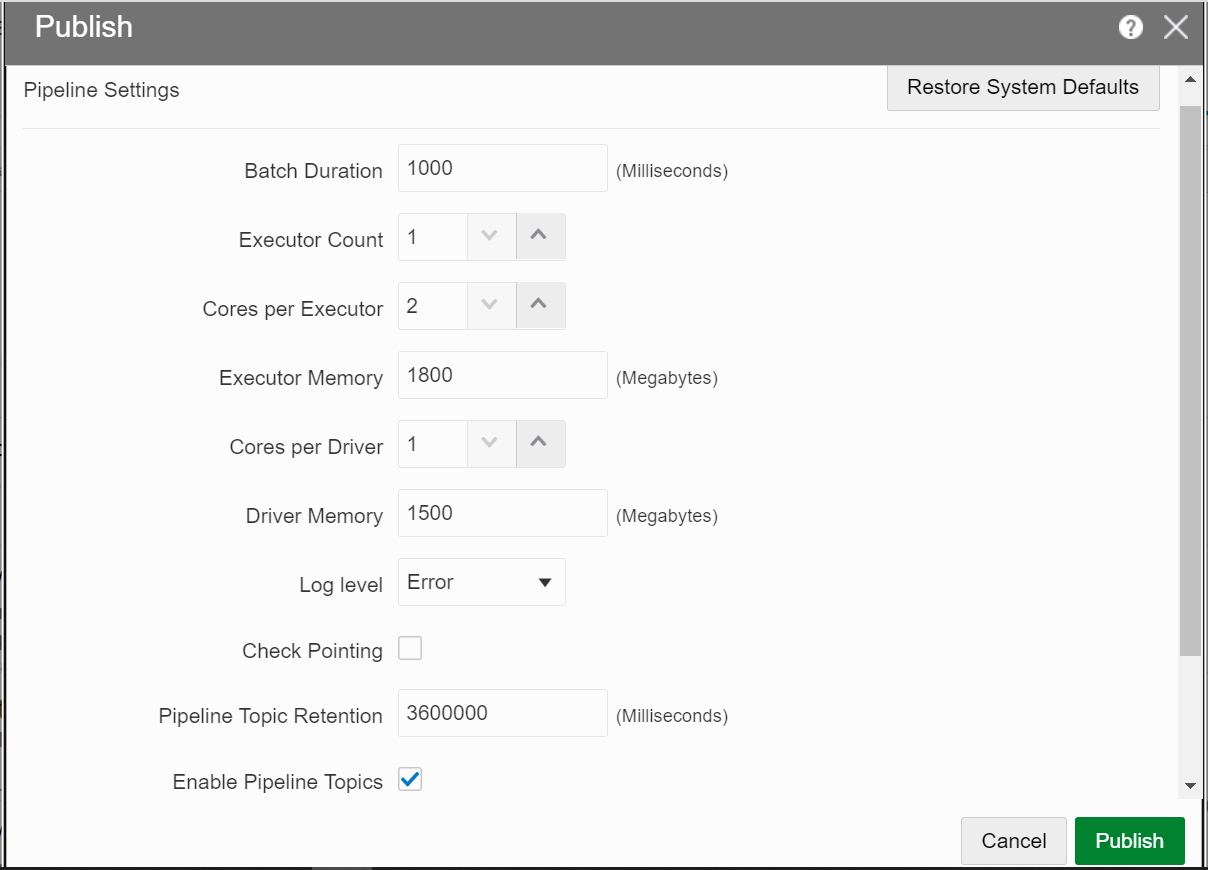 Publish
?
Pipeline Settings
Restore System Defaults
Batch Duration 1000 (Milliseconds)
Executor Count 1
Cores per Executor 2
Executor Memory 1800 (Megabytes)
Cores per Driver 1
Driver Memory 1500 (Megabytes)
Log level Error
Check Pointing
Pipeline Topic Retention 3600000 (Milliseconds)
Enable Pipeline Topics
Cancel Publish